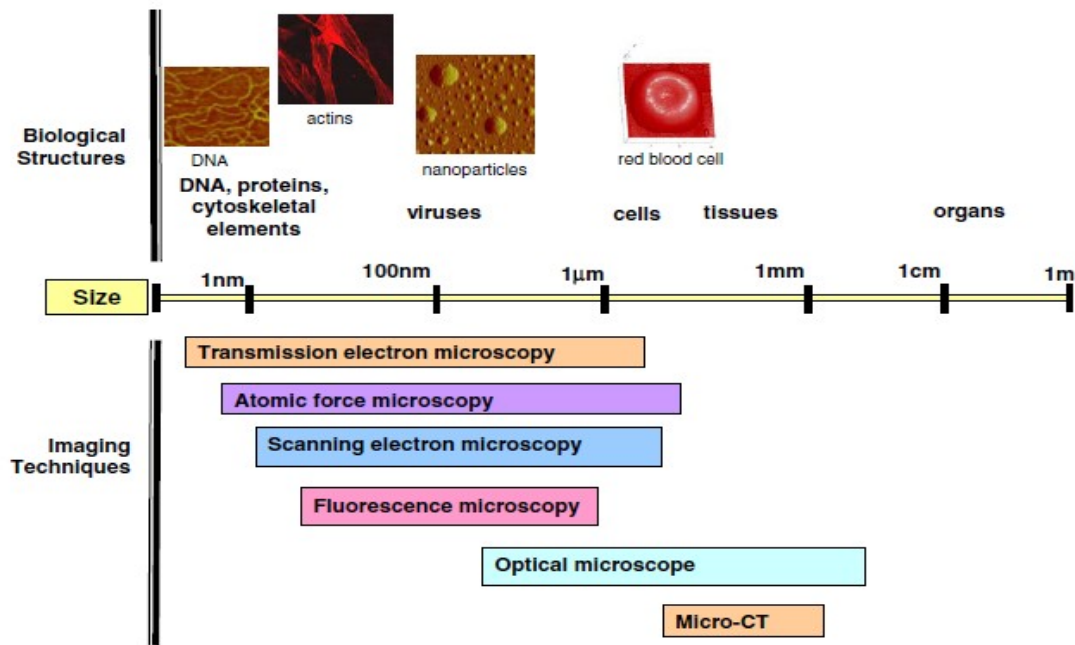 actins
DNA
nanoparticles
red blood cell
Biological
Structures
DNA, proteins,
cytoskeletal
elements
viruses
cells
tissues
organs
Size
1nm
100nm
1μm
1mm
1cm
1m
Imaging
Techniques
Transmission electron microscopy
Atomic force microscopy
Scanning electron microscopy
Fluorescence microscopy
Optical microscope
Micro-CT